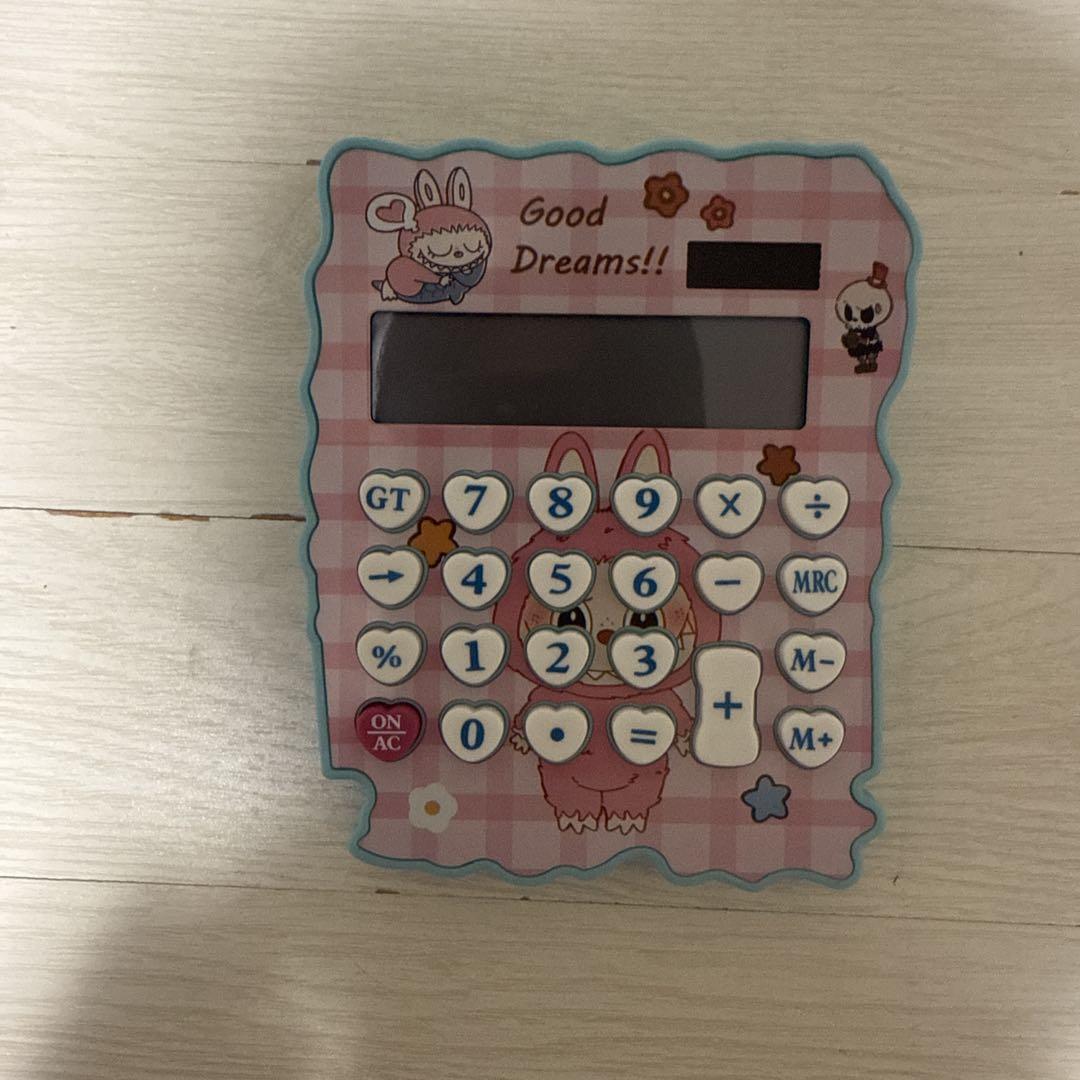 Good
Dreams!!
GT 7 8 9 × ÷
→ 4 5 6 − MRC
% 1 2 3 M−
ON
AC
0 • = + M+